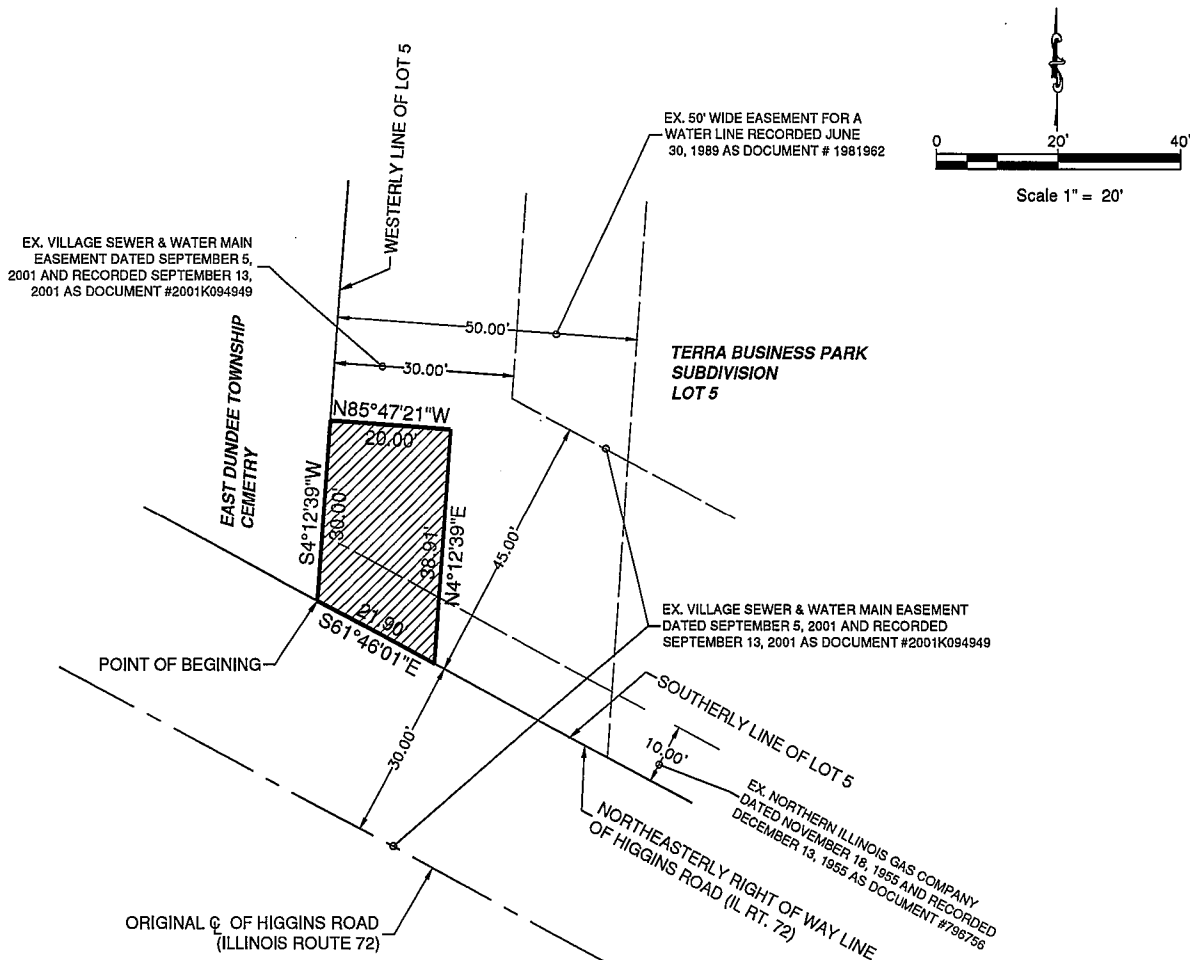 WESTERLY LINE OF LOT 5
EX. 50' WIDE EASEMENT FOR A
WATER LINE RECORDED JUNE
30, 1989 AS DOCUMENT # 1981962
0
20'
40'
Scale 1" = 20'
EX. VILLAGE SEWER & WATER MAIN
EASEMENT DATED SEPTEMBER 5,
2001 AND RECORDED SEPTEMBER 13,
2001 AS DOCUMENT #2001K094949
50.00'
30.00'
TERRA BUSINESS PARK
SUBDIVISION
LOT 5
EAST DUNDEE TOWNSHIP
CEMETRY
N85°47'21"W
20.00'
S4°12'39"W
30.00'
38.91'
N4°12'39"E
45.00'
21.90'
S61°46'01"E
POINT OF BEGINING
EX. VILLAGE SEWER & WATER MAIN EASEMENT
DATED SEPTEMBER 5, 2001 AND RECORDED
SEPTEMBER 13, 2001 AS DOCUMENT #2001K094949
30.00'
SOUTHERLY LINE OF LOT 5
10.00'
EX. NORTHERN ILLINOIS GAS COMPANY
DATED NOVEMBER 18, 1955 AND RECORDED
DECEMBER 13, 1955 AS DOCUMENT #796756
NORTHEASTERLY RIGHT OF WAY LINE
OF HIGGINS ROAD (IL RT. 72)
ORIGINAL ℄ OF HIGGINS ROAD
(ILLINOIS ROUTE 72)